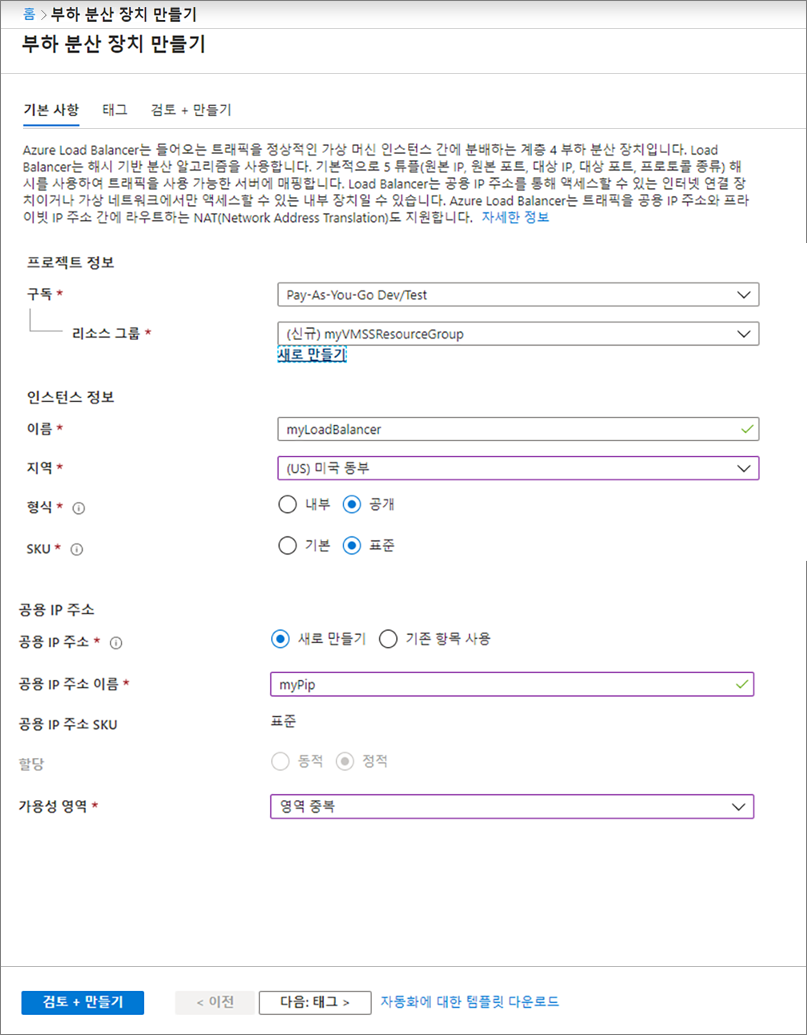 홈 > 부하 분산 장치 만들기
부하 분산 장치 만들기
기본 사항 태그 검토 + 만들기
Azure Load Balancer는 들어오는 트래픽을 정상적인 가상 머신 인스턴스 간에 분배하는 계층 4 부하 분산 장치입니다. Load
Balancer는 해시 기반 분산 알고리즘을 사용합니다. 기본적으로 5 튜플(원본 IP, 원본 포트, 대상 IP, 대상 포트, 프로토콜 종류) 해
시를 사용하여 트래픽을 사용 가능한 서버에 매핑합니다. Load Balancer는 공용 IP 주소를 통해 액세스할 수 있는 인터넷 연결 장
치이거나 가상 네트워크에서만 액세스할 수 있는 내부 장치일 수 있습니다. Azure Load Balancer는 트래픽을 공용 IP 주소와 프라
이빗 IP 주소 간에 라우트하는 NAT(Network Address Translation)도 지원합니다. 자세한 정보
프로젝트 정보
구독 * Pay-As-You-Go Dev/Test
리소스 그룹 * (신규) myVMSSResourceGroup
새로 만들기
인스턴스 정보
이름 * myLoadBalancer
지역 * (US) 미국 동부
형식 * 내부 공개
SKU * 기본 표준
공용 IP 주소
공용 IP 주소 * 새로 만들기 기존 항목 사용
공용 IP 주소 이름 * myPip
공용 IP 주소 SKU 표준
할당 동적 정적
가용성 영역 * 영역 중복
검토 + 만들기 < 이전 다음: 태그 > 자동화에 대한 템플릿 다운로드